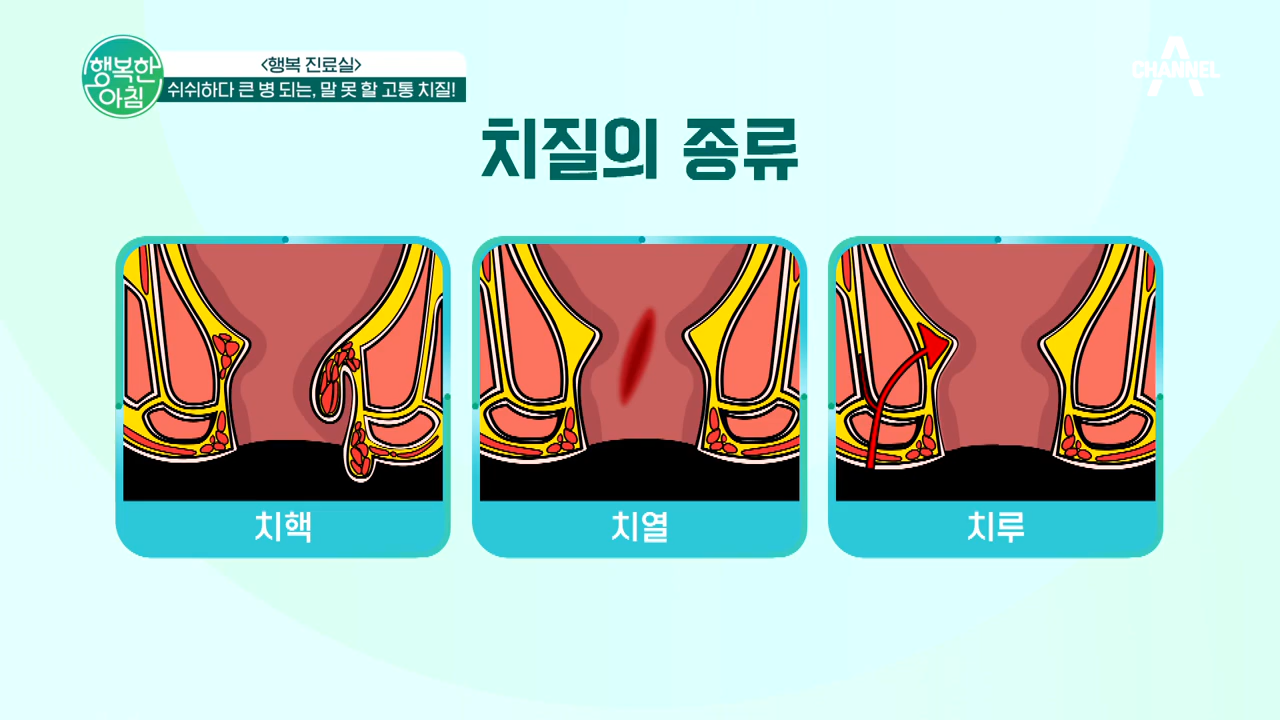 행복한
아침
<행복 진료실>
쉬쉬하다 큰 병 되는, 말 못 할 고통 치질!
CHANNEL A
치질의 종류
치핵
치열
치루